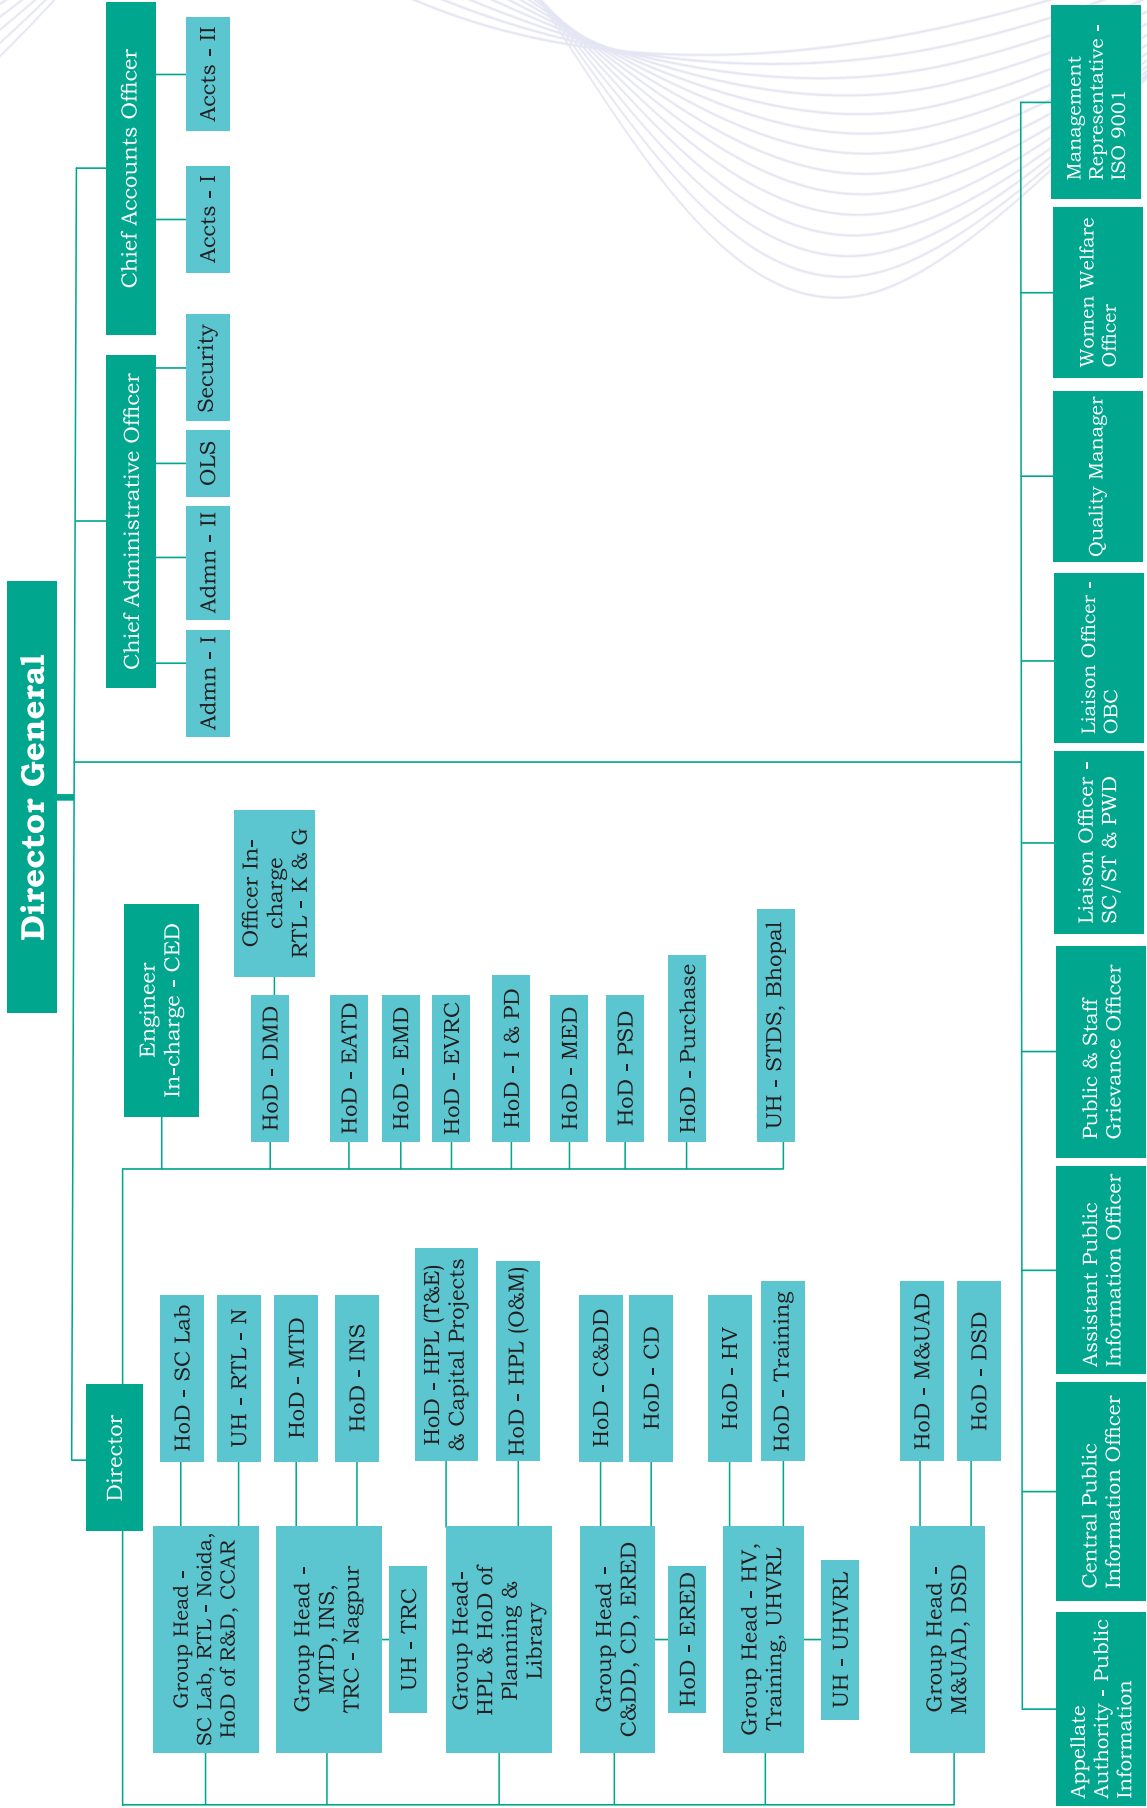 Director General
Director
Engineer
In-charge - CED
Chief Administrative Officer
Chief Accounts Officer
Admn - I
Admn - II
OLS
Security
Accts - I
Accts - II
Group Head -
SC Lab, RTL - Noida,
HoD of R&D, CCAR
HoD - SC Lab
UH - RTL - N
Group Head -
MTD, INS,
TRC - Nagpur
HoD - MTD
HoD - INS
UH - TRC
Group Head-
HPL & HoD of
Planning &
Library
HoD - HPL (T&E)
& Capital Projects
HoD - HPL (O&M)
Group Head -
C&DD, CD, ERED
HoD - C&DD
HoD - CD
HoD - ERED
Group Head - HV,
Training, UHVRL
HoD - HV
HoD - Training
UH - UHVRL
Group Head -
M&UAD, DSD
HoD - M&UAD
HoD - DSD
HoD - DMD
Officer In-
charge
RTL - K & G
HoD - EATD
HoD - EMD
HoD - EVRC
HoD - I & PD
HoD - MED
HoD - PSD
HoD - Purchase
UH - STDS, Bhopal
Appellate
Authority - Public
Information
Central Public
Information Officer
Assistant Public
Information Officer
Public & Staff
Grievance Officer
Liaison Officer -
SC/ST & PWD
Liaison Officer -
OBC
Quality Manager
Women Welfare
Officer
Management
Representative -
ISO 9001